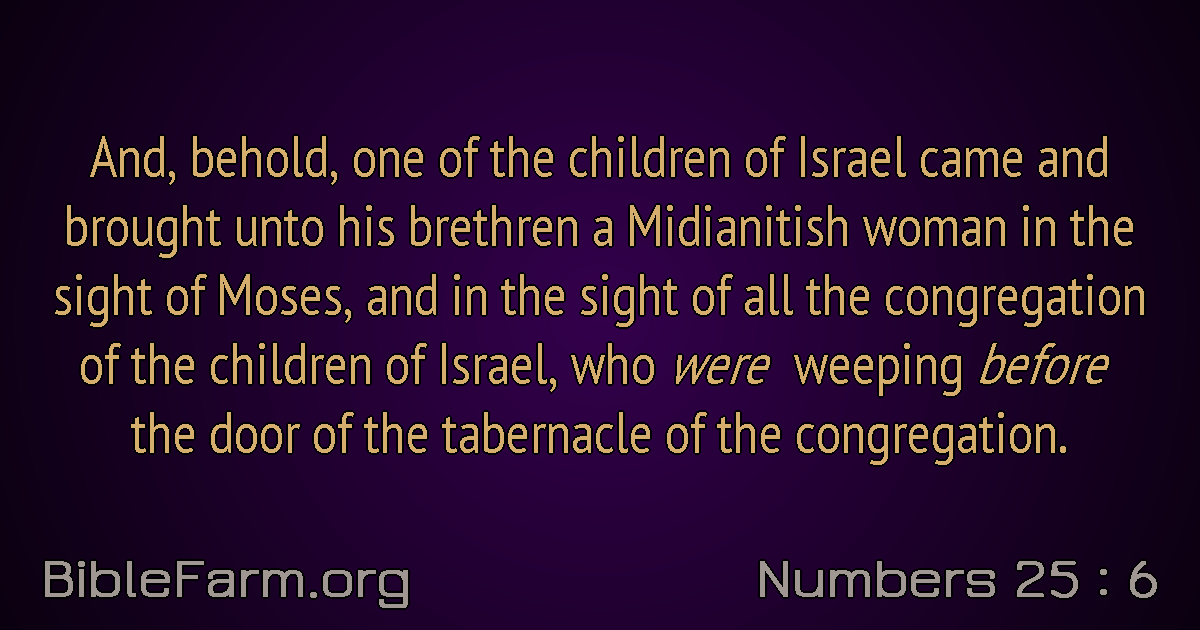 And, behold, one of the children of Israel came and
brought unto his brethren a Midianitish woman in the
sight of Moses, and in the sight of all the congregation
of the children of Israel, who were weeping before
the door of the tabernacle of the congregation.
BibleFarm.org
Numbers 25 : 6